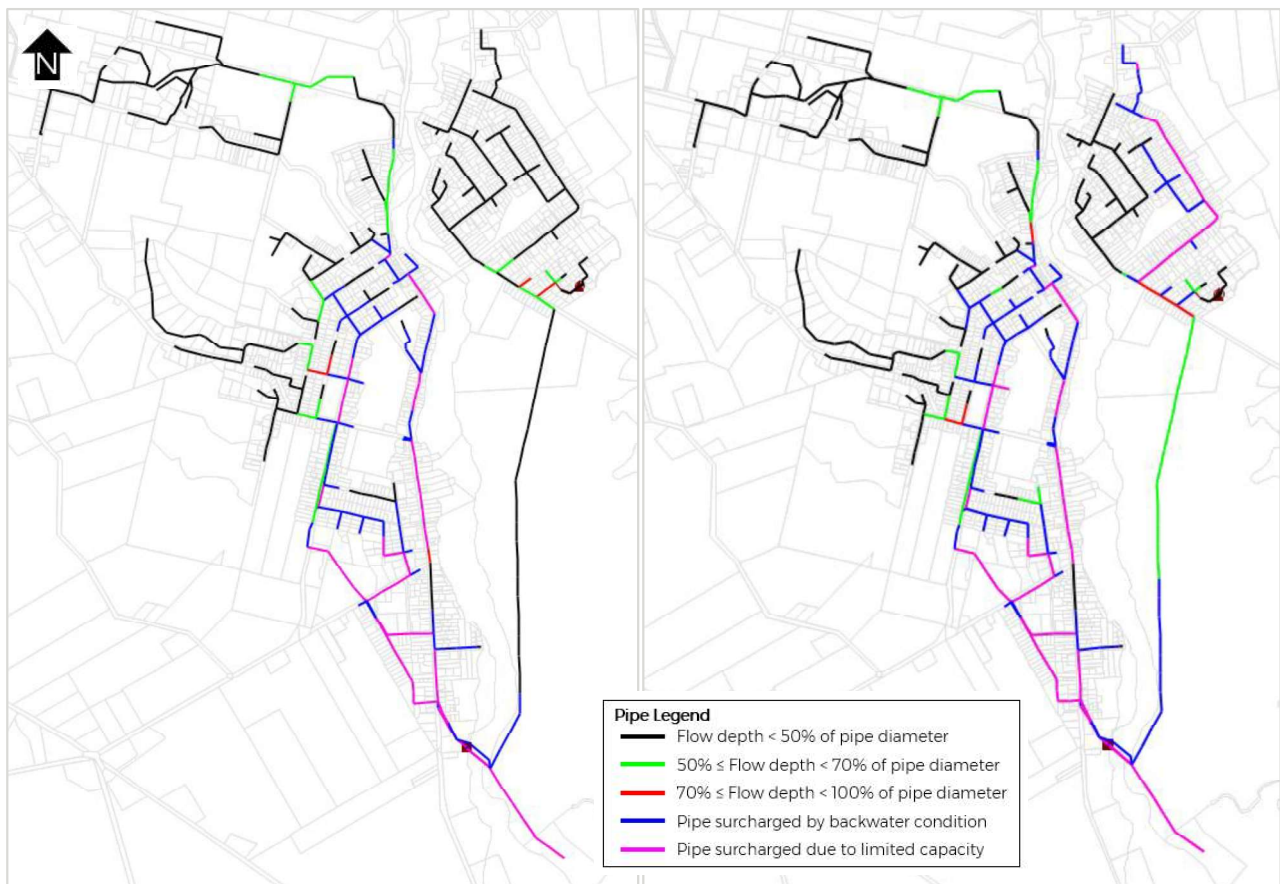 N
Pipe Legend
Flow depth < 50% of pipe diameter
50% ≤ Flow depth < 70% of pipe diameter
70% ≤ Flow depth < 100% of pipe diameter
Pipe surcharged by backwater condition
Pipe surcharged due to limited capacity